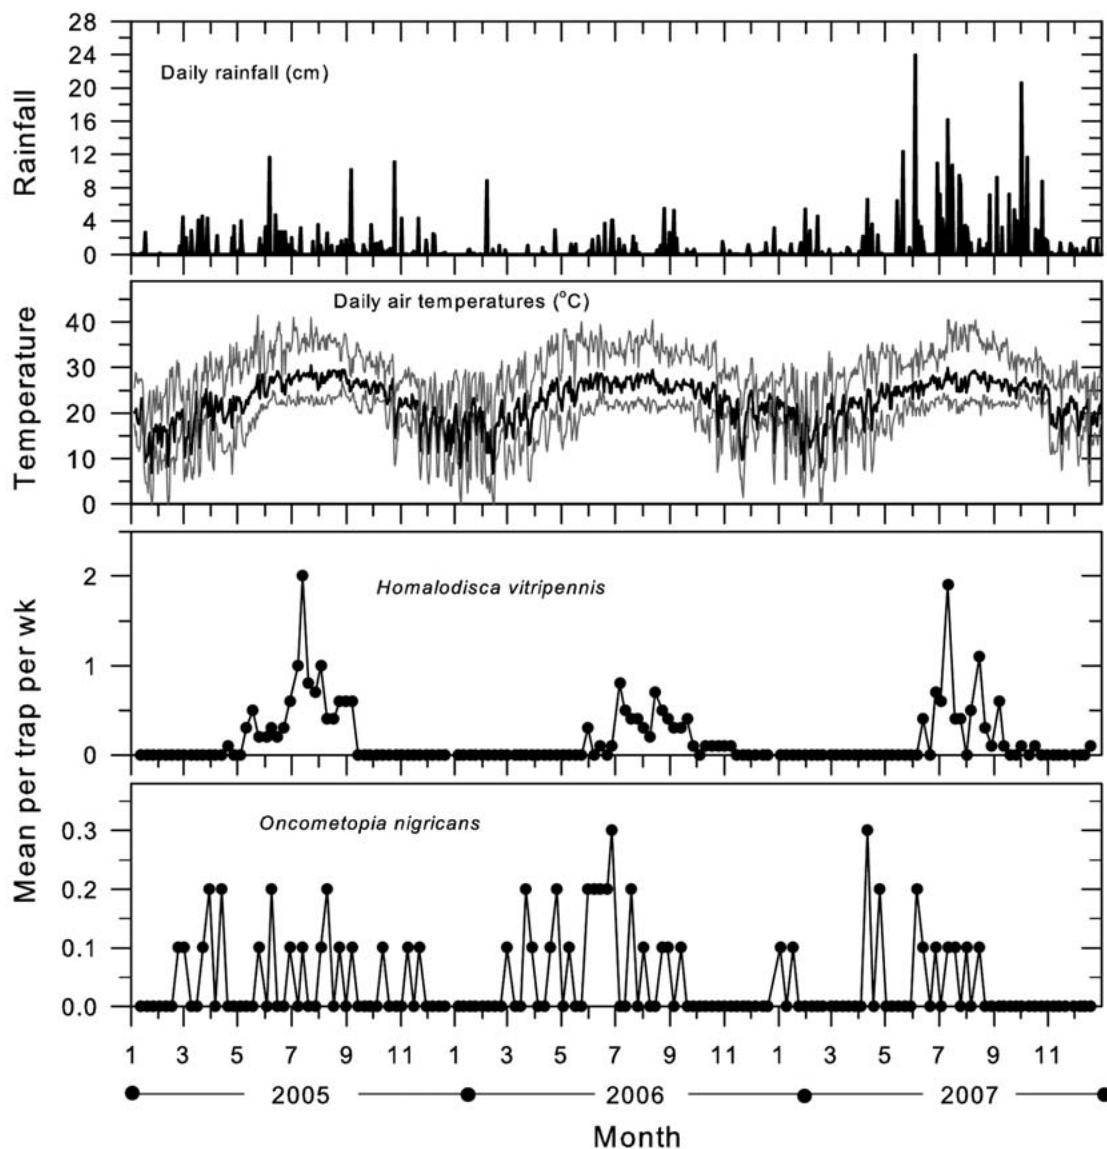 28
24
20
16
12
8
4
0
Rainfall
Daily rainfall (cm)
40
30
20
10
0
Temperature
Daily air temperatures (°C)
2
1
0
Homalodisca vitripennis
Mean per trap per wk
0.3
0.2
0.1
0.0
Oncometopia nigricans
1 3 5 7 9 11 1 3 5 7 9 11 1 3 5 7 9 11
2005 2006 2007
Month